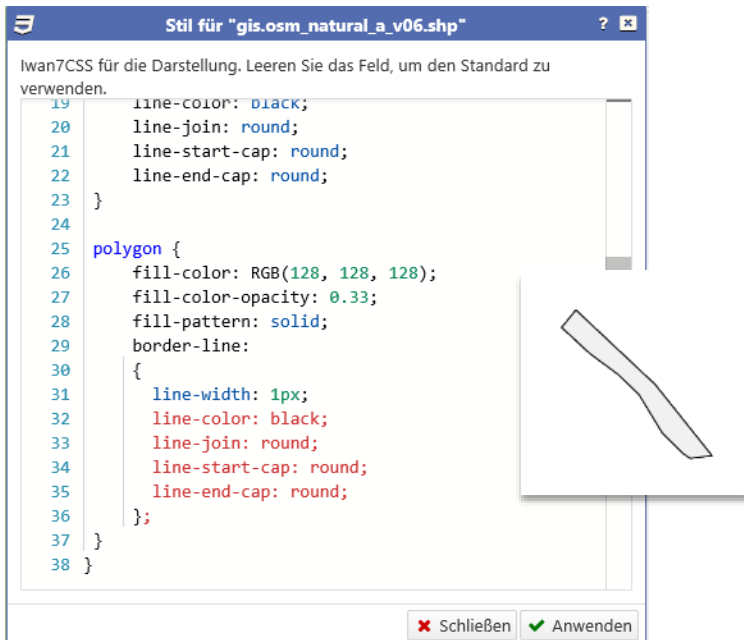 Stil für "gis.osm_natural_a_v06.shp" ?
Iwan7CSS für die Darstellung. Leeren Sie das Feld, um den Standard zu
verwenden.
19 line-color: black;
20 line-join: round;
21 line-start-cap: round;
22 line-end-cap: round;
23 }
24
25 polygon {
26 fill-color: RGB(128, 128, 128);
27 fill-color-opacity: 0.33;
28 fill-pattern: solid;
29 border-line:
30 {
31 line-width: 1px;
32 line-color: black;
33 line-join: round;
34 line-start-cap: round;
35 line-end-cap: round;
36 };
37 }
38 }
Schließen Anwenden